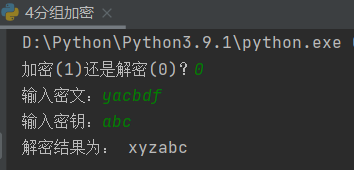 4分组加密 ×
D:\Python\Python3.9.1\python.exe
加密(1)还是解密(0)？0
输入密文：yacbdf
输入密钥：abc
解密结果为： xyzabc